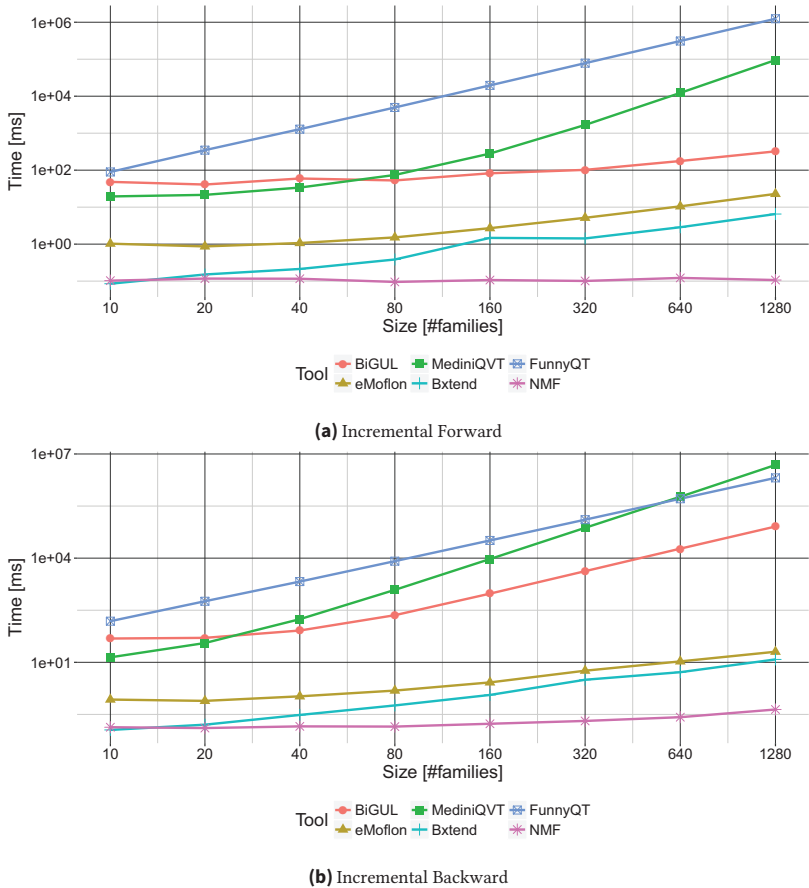 1e+06
1e+04
1e+02
1e+00
Time [ms]
10 20 40 80 160 320 640 1280
Size [#families]
Tool
BiGUL MediniQVT FunnyQT
eMoflon Bxtend NMF
(a) Incremental Forward
1e+07
1e+04
1e+01
Time [ms]
10 20 40 80 160 320 640 1280
Size [#families]
Tool
BiGUL MediniQVT FunnyQT
eMoflon Bxtend NMF
(b) Incremental Backward